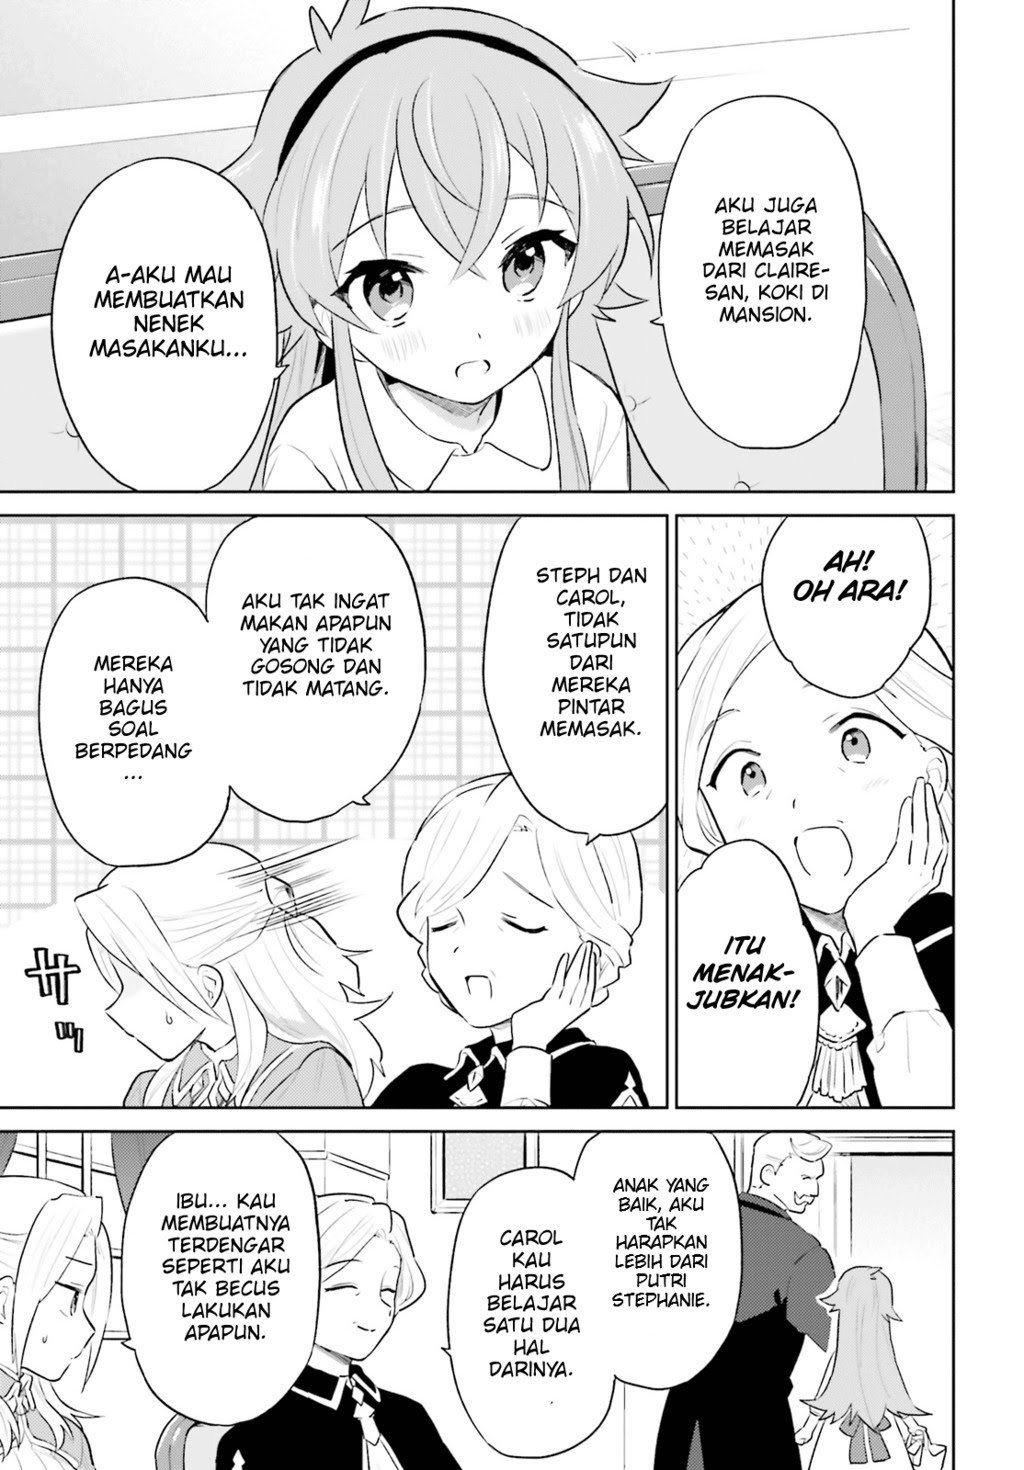 AKU JUGA
BELAJAR
MEMASAK
DARI CLAIRE-
SAN, KOKI DI
MANSION.
A-AKU MAU
MEMBUATKAN
NENEK
MASAKANKU...
AH!
OH ARA!
ITU
MENAK-
JUBKAN!
STEPH DAN
CAROL,
TIDAK
SATUPUN
DARI
MEREKA
PINTAR
MEMASAK.
AKU TAK INGAT
MAKAN APAPUN
YANG TIDAK
GOSONG DAN
TIDAK MATANG.
MEREKA
HANYA
BAGUS
SOAL
BERPEDANG
...
ANAK YANG
BAIK, AKU
TAK
HARAPKAN
LEBIH DARI
PUTRI
STEPHANIE.
CAROL
KAU
HARUS
BELAJAR
SATU DUA
HAL
DARINYA.
IBU... KAU
MEMBUATNYA
TERDENGAR
SEPERTI AKU
TAK BECUS
LAKUKAN
APAPUN.